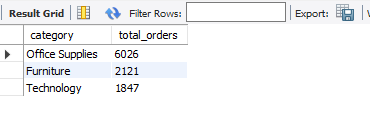 Result Grid Filter Rows: Export:
category total_orders
Office Supplies 6026
Furniture 2121
Technology 1847